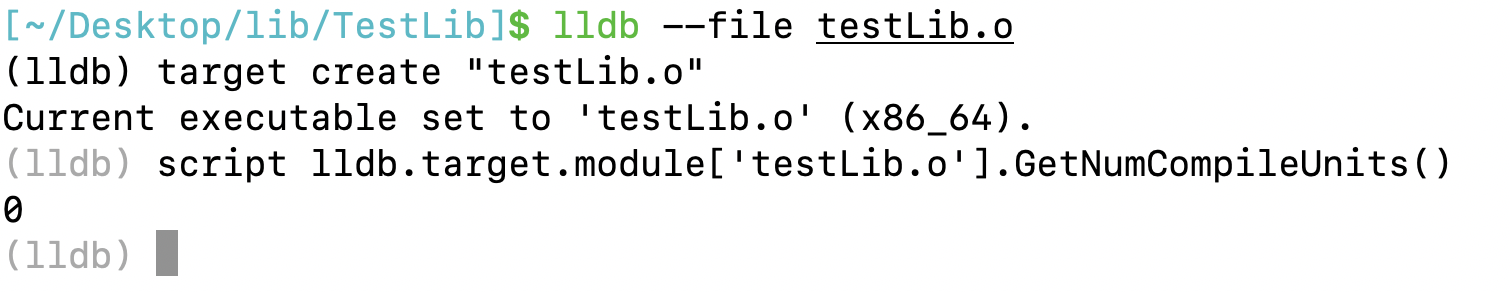 [~/Desktop/lib/TestLib]$ lldb --file testLib.o
(lldb) target create "testLib.o"
Current executable set to 'testLib.o' (x86_64).
(lldb) script lldb.target.module['testLib.o'].GetNumCompileUnits()
0
(lldb)